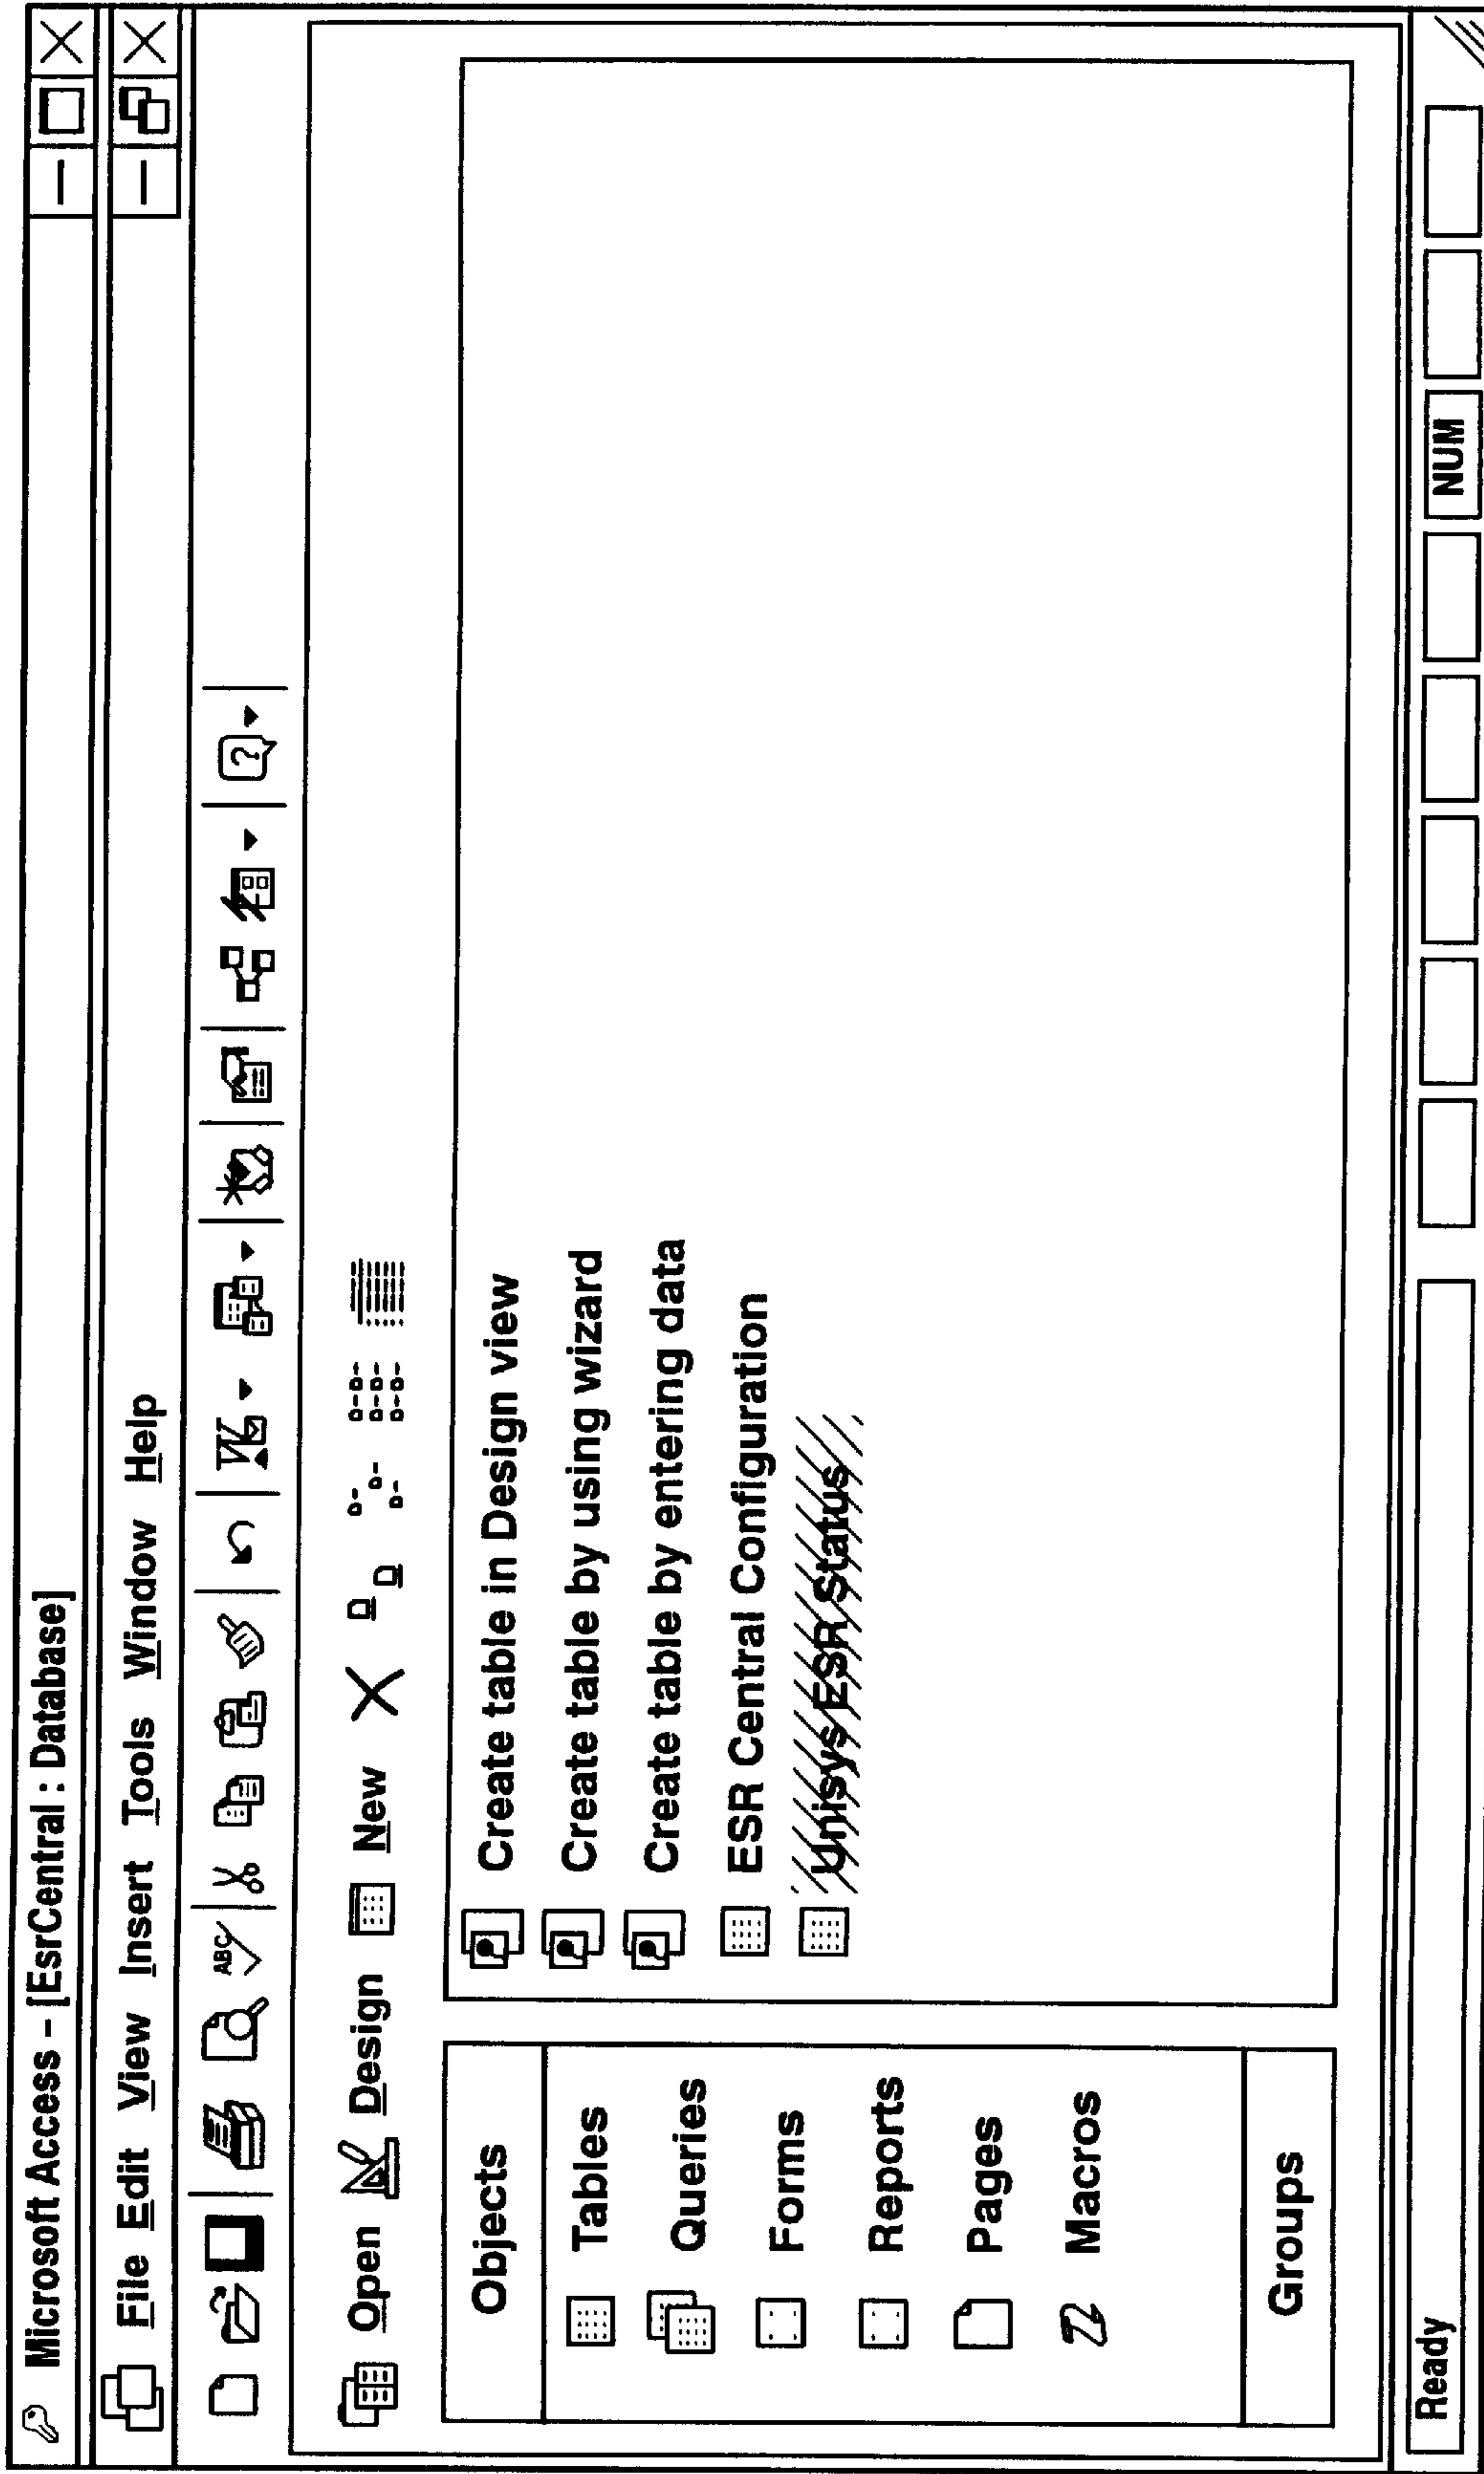 Microsoft Access – [EsrCentral : Database]
File Edit View Insert Tools Window Help
ABC
W
?
Open Design New
Objects
Tables
Queries
Forms
Reports
Pages
Macros
Groups
Create table in Design view
Create table by using wizard
Create table by entering data
ESR Central Configuration
Unisys ESR Status
Ready
NUM